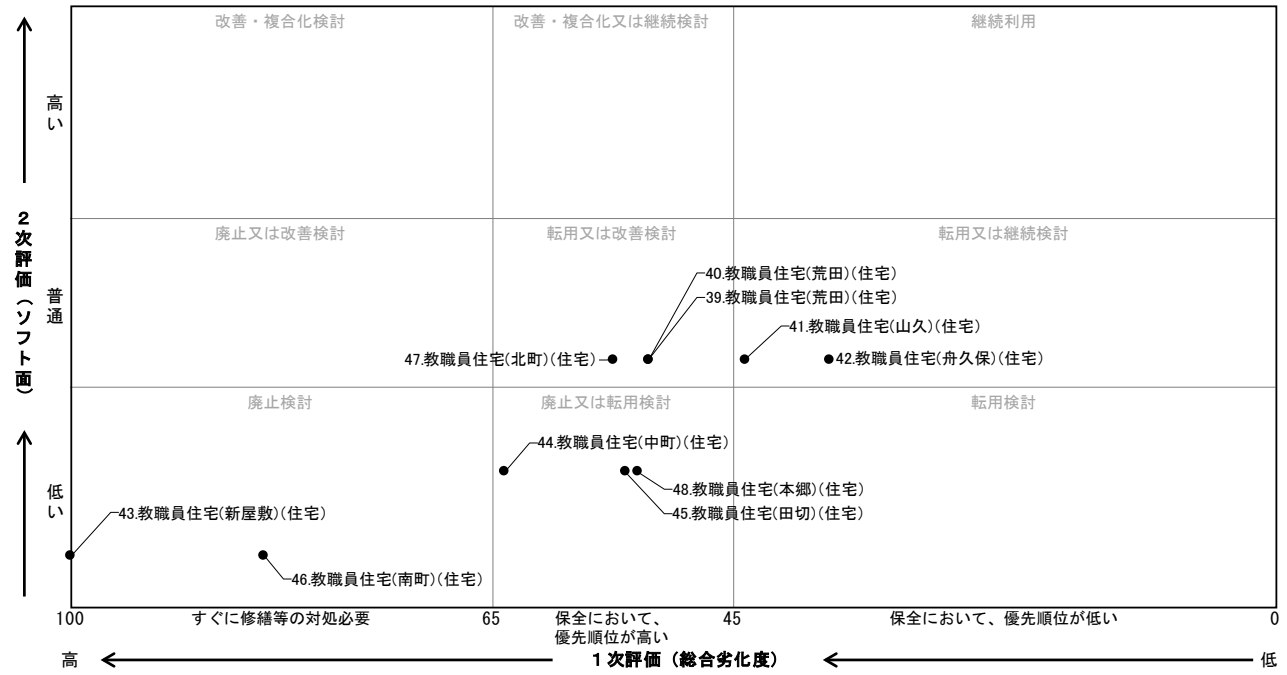 改善・複合化検討
改善・複合化又は継続検討
継続利用
高い
２次評価（ソフト面）
廃止又は改善検討
転用又は改善検討
転用又は継続検討
普通
40.教職員住宅(荒田)(住宅)
39.教職員住宅(荒田)(住宅)
41.教職員住宅(山久)(住宅)
47.教職員住宅(北町)(住宅)
42.教職員住宅(舟久保)(住宅)
廃止検討
廃止又は転用検討
転用検討
低い
44.教職員住宅(中町)(住宅)
48.教職員住宅(本郷)(住宅)
45.教職員住宅(田切)(住宅)
43.教職員住宅(新屋敷)(住宅)
46.教職員住宅(南町)(住宅)
100
すぐに修繕等の対処必要
65
保全において、
優先順位が高い
45
保全において、優先順位が低い
0
高
１次評価（総合劣化度）
低